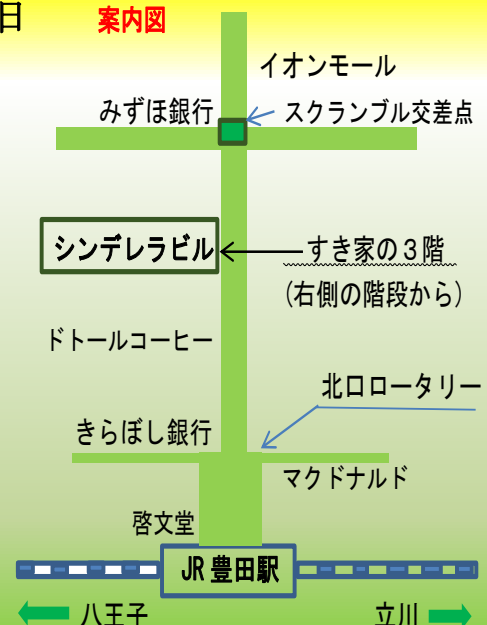 日
案内図
イオンモール
みずほ銀行
スクランブル交差点
シンデレラビル
すき家の３階
(右側の階段から)
ドトールコーヒー
北口ロータリー
きらぼし銀行
マクドナルド
啓文堂
JR 豊田駅
八王子
立川